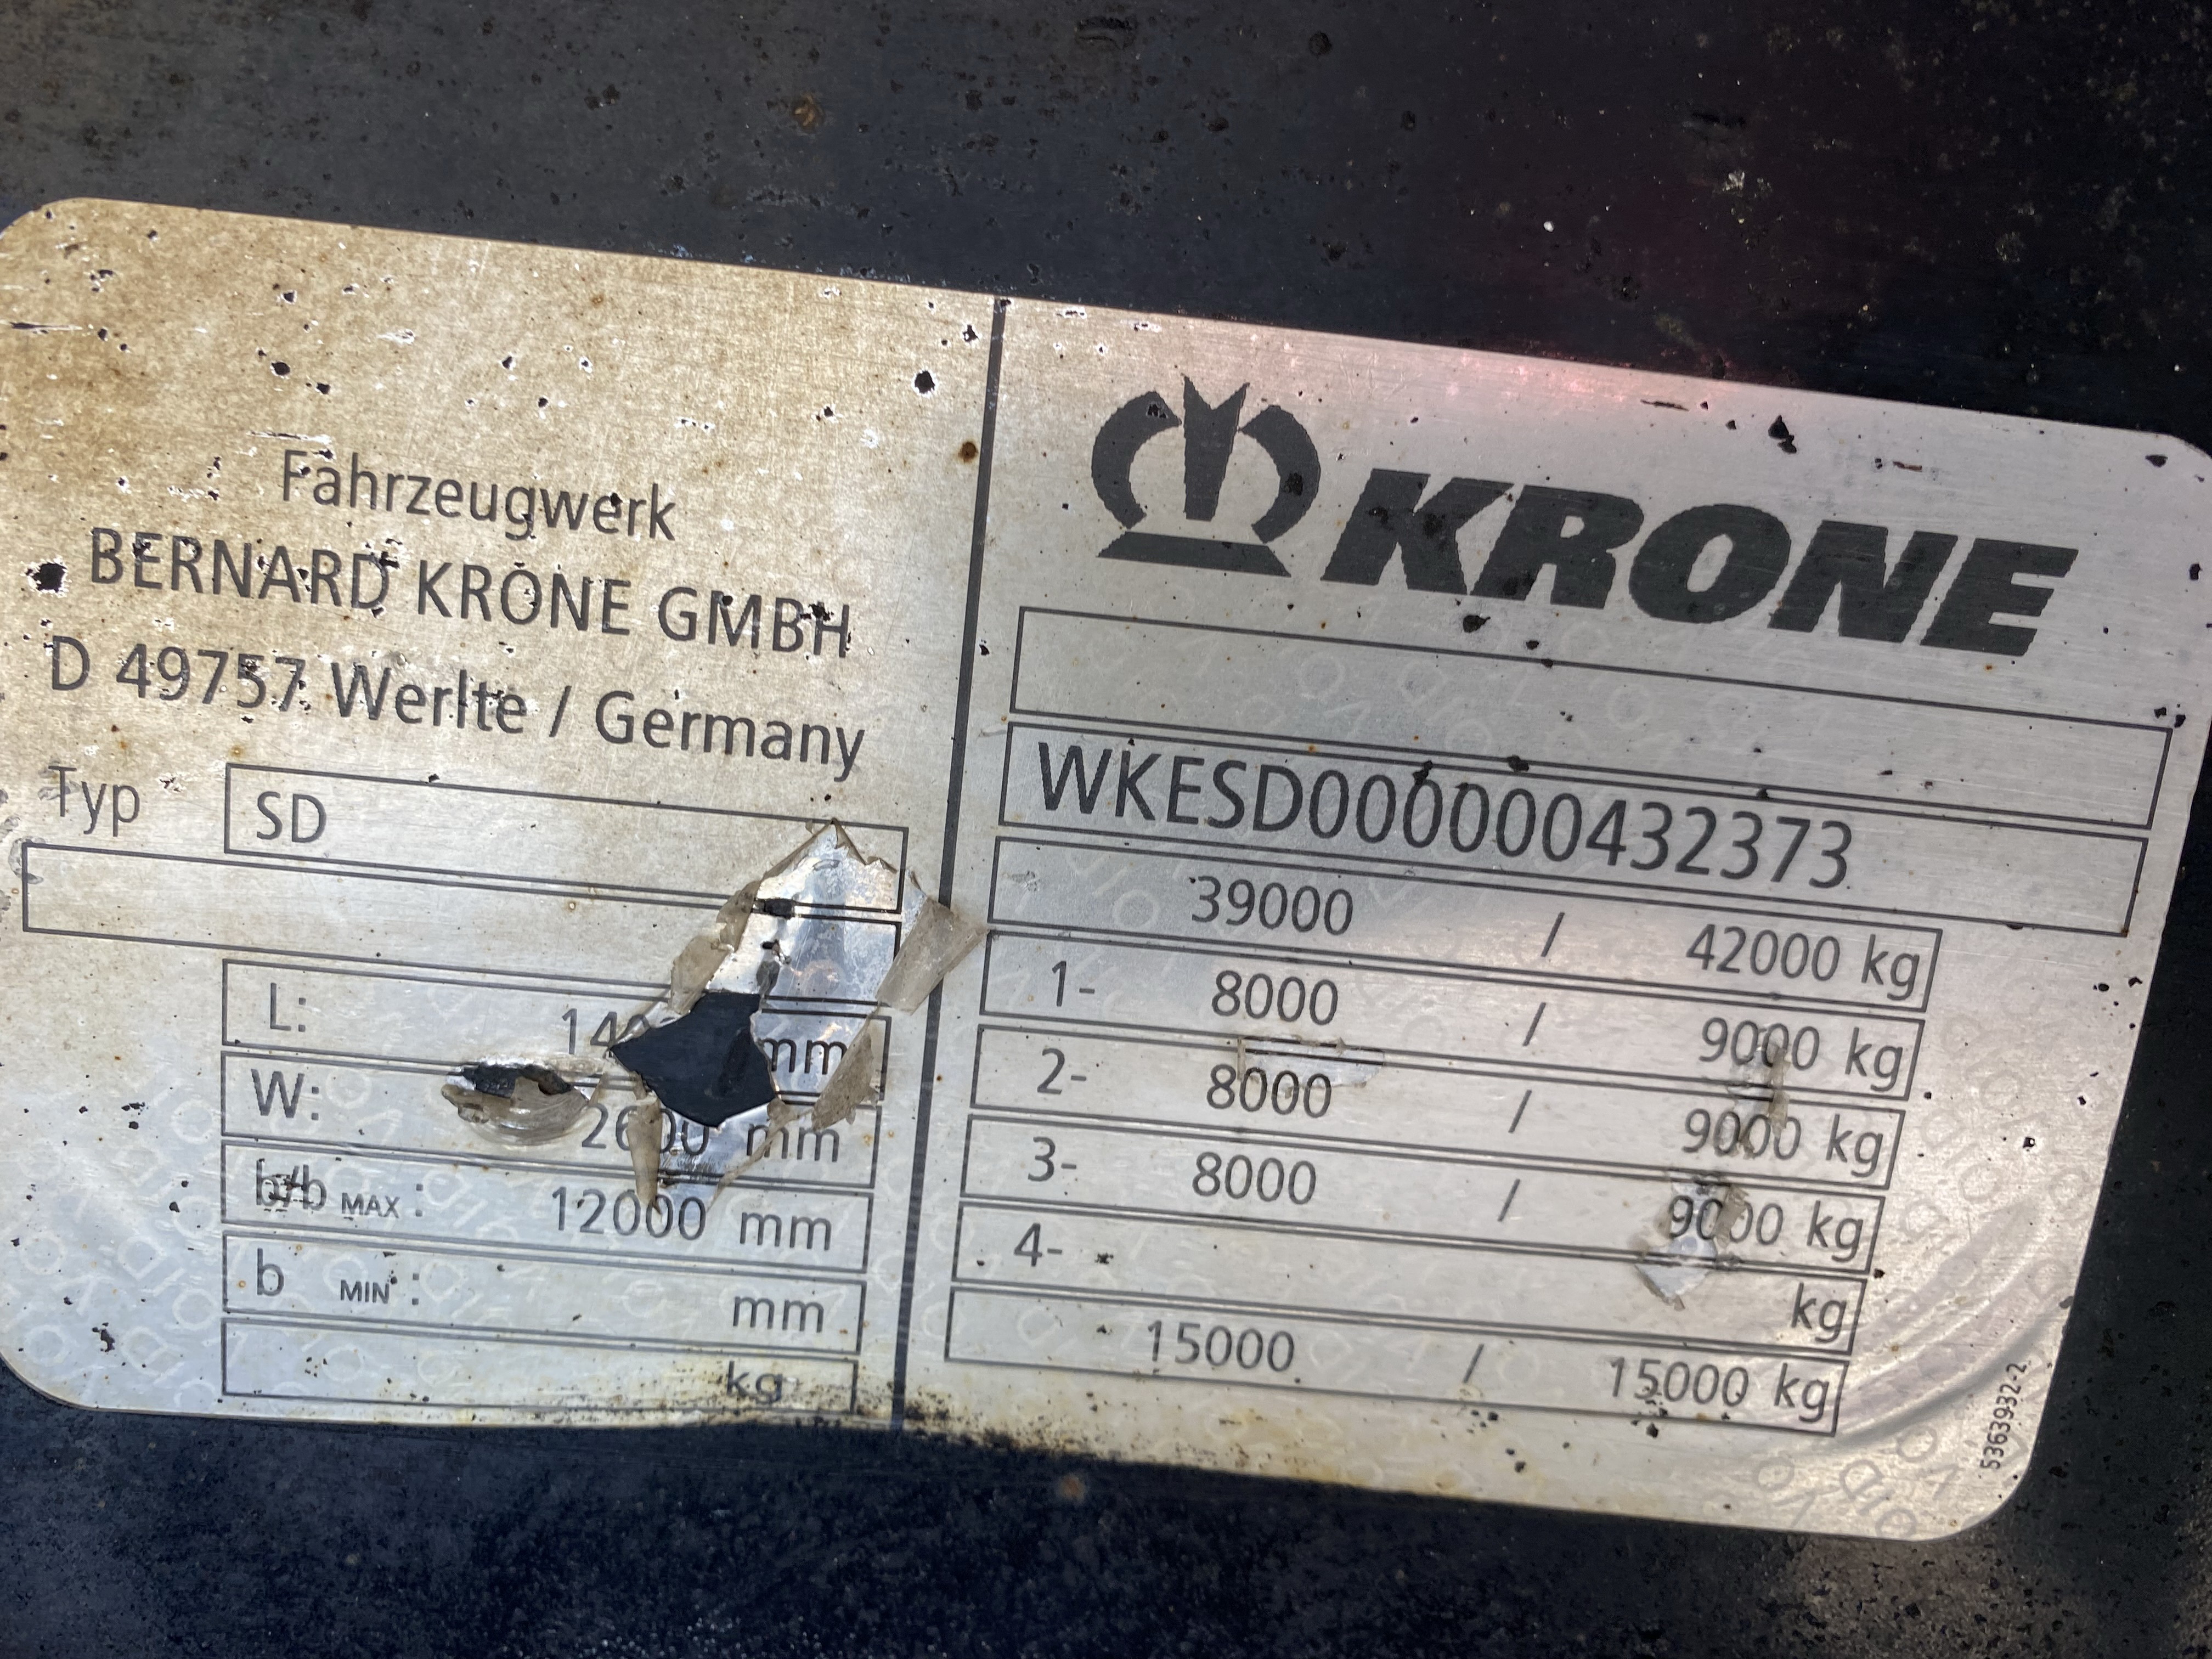 Fahrzeugwerk
BERNARD KRONE GMBH
D 49757 Werlte / Germany
Typ SD
L: mm
W: 2600 mm
b/b MAX : 12000 mm
b MIN : mm
kg
KRONE
WKESD000000432373
39000 / 42000 kg
1- 8000 / 9000 kg
2- 8000 / 9000 kg
3- 8000 / 9000 kg
4- kg
15000 / 15000 kg
5363932-2